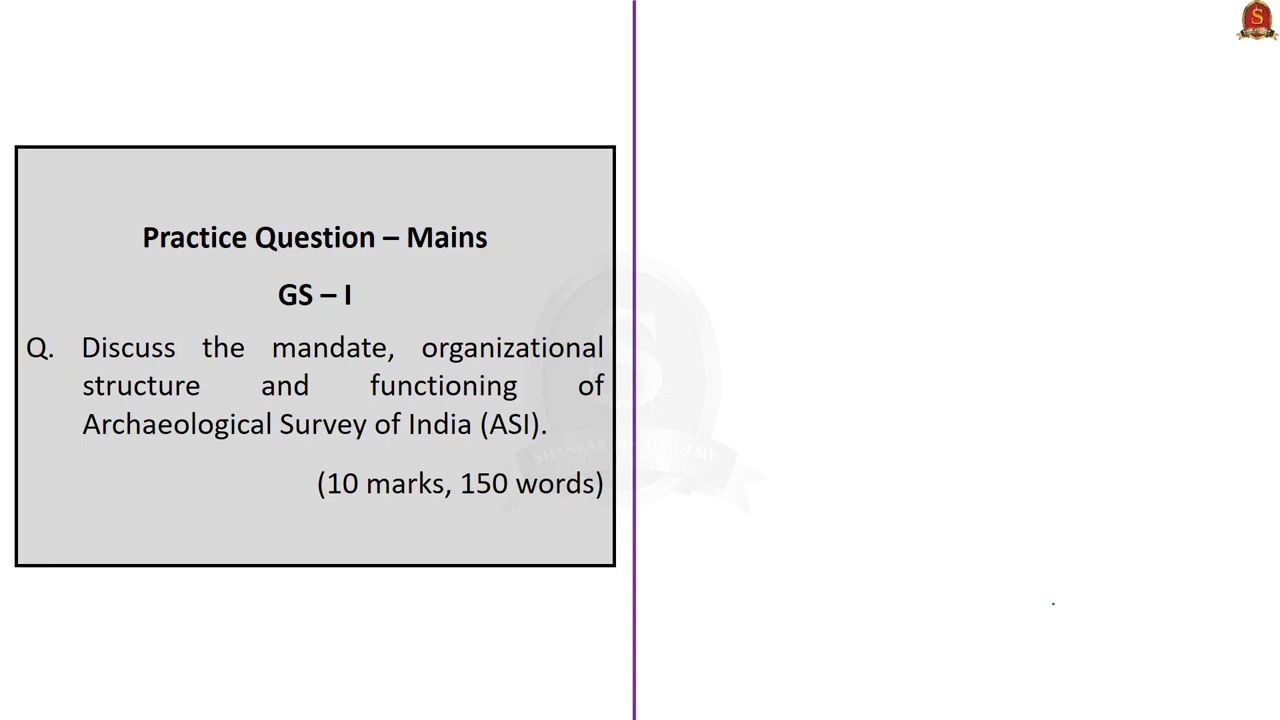 Practice Question – Mains
GS – I
Q. Discuss the mandate, organizational
structure and functioning of
Archaeological Survey of India (ASI).
(10 marks, 150 words)
S